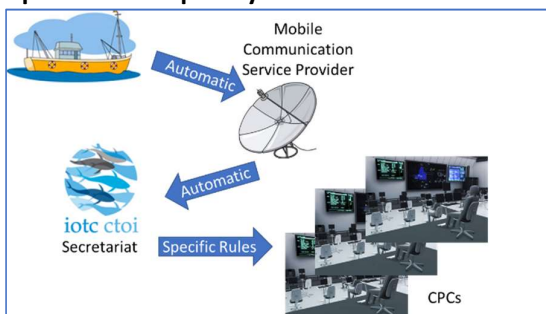 Mobile
Communication
Service Provider
Automatic
Automatic
iotc ctoi
Secretariat
Specific Rules
CPCs